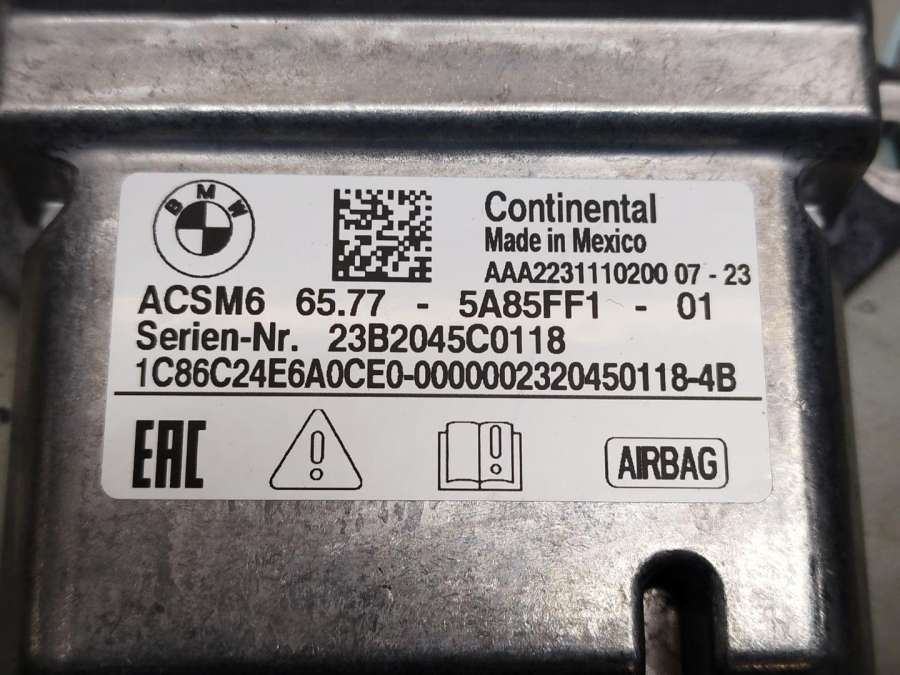 BMW
Continental
Made in Mexico
AAA2231110200 07 - 23
ACSM6 65.77 - 5A85FF1 - 01
Serien-Nr. 23B2045C0118
1C86C24E6A0CE0-0000002320450118-4B
EAC
AIRBAG